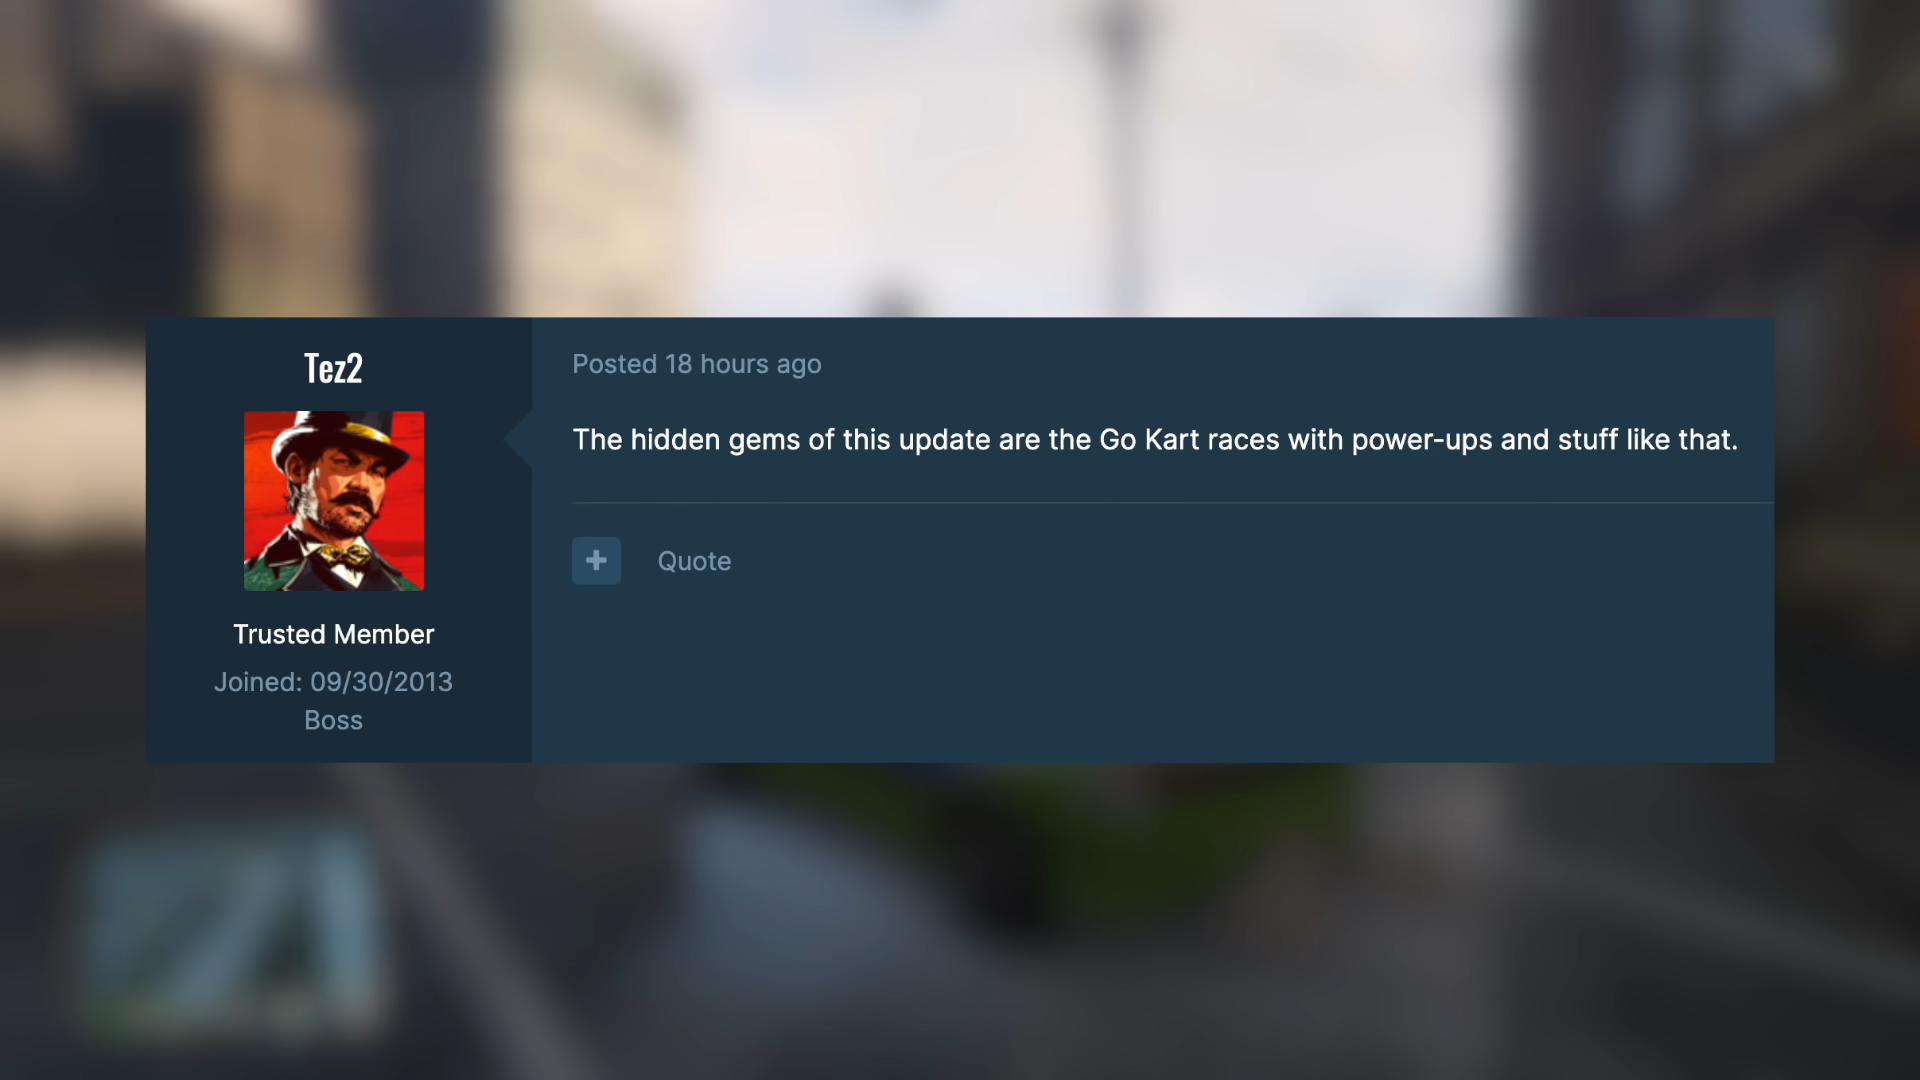 Tez2
Trusted Member
Joined: 09/30/2013
Boss
Posted 18 hours ago
The hidden gems of this update are the Go Kart races with power-ups and stuff like that.
Quote